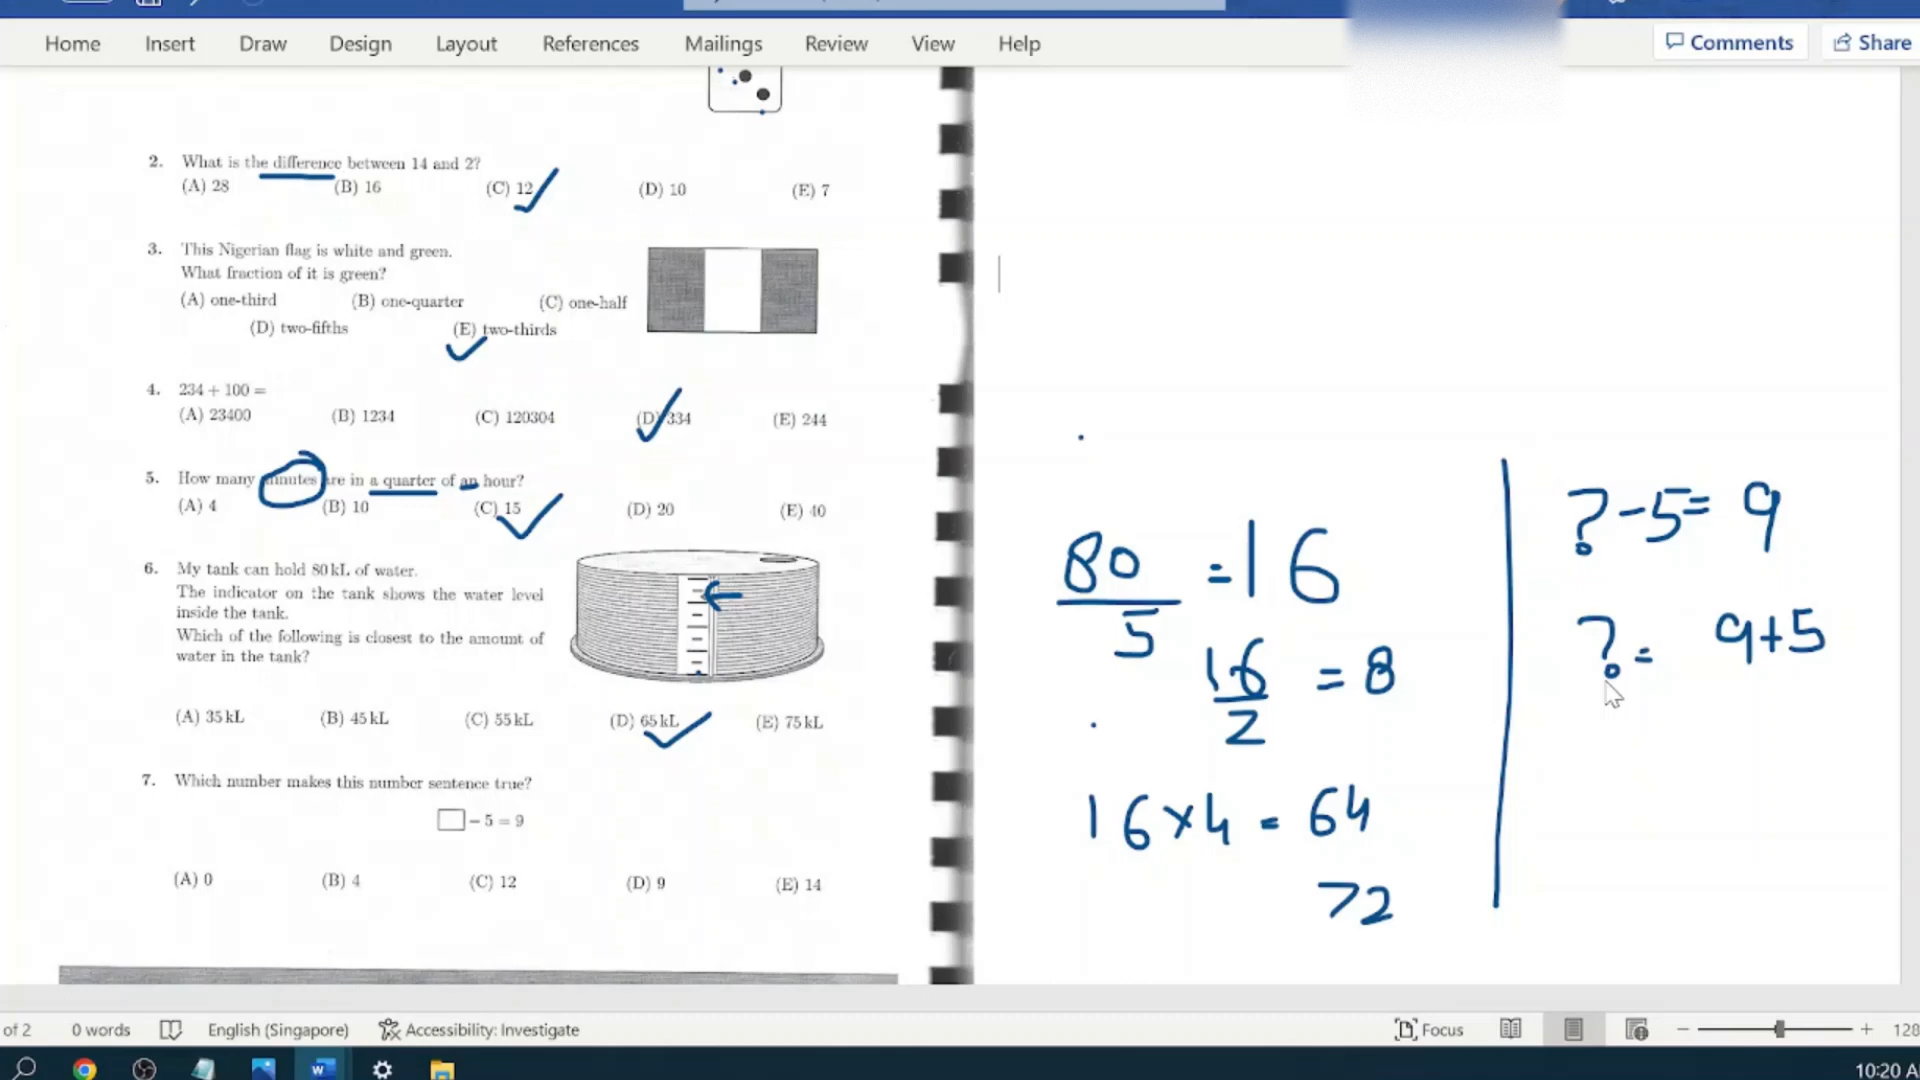 Home Insert Draw Design Layout References Mailings Review View Help Comments Share
2. What is the difference between 14 and 2?
(A) 28 (B) 16 (C) 12 (D) 10 (E) 7
3. This Nigerian flag is white and green.
What fraction of it is green?
(A) one-third (B) one-quarter (C) one-half
(D) two-fifths (E) two-thirds
4. 234 + 100 =
(A) 23400 (B) 1234 (C) 120304 (D) 334 (E) 244
5. How many minutes are in a quarter of an hour?
(A) 4 (B) 10 (C) 15 (D) 20 (E) 40
6. My tank can hold 80 kL of water.
The indicator on the tank shows the water level
inside the tank.
Which of the following is closest to the amount of
water in the tank?
(A) 35 kL (B) 45 kL (C) 55 kL (D) 65 kL (E) 75 kL
7. Which number makes this number sentence true?
− 5 = 9
(A) 0 (B) 4 (C) 12 (D) 9 (E) 14
80
5
= 16
16
2
= 8
16 × 4 = 64
72
? − 5 = 9
? = 9 + 5
of 2 0 words English (Singapore) Accessibility: Investigate Focus 128
10:20 A